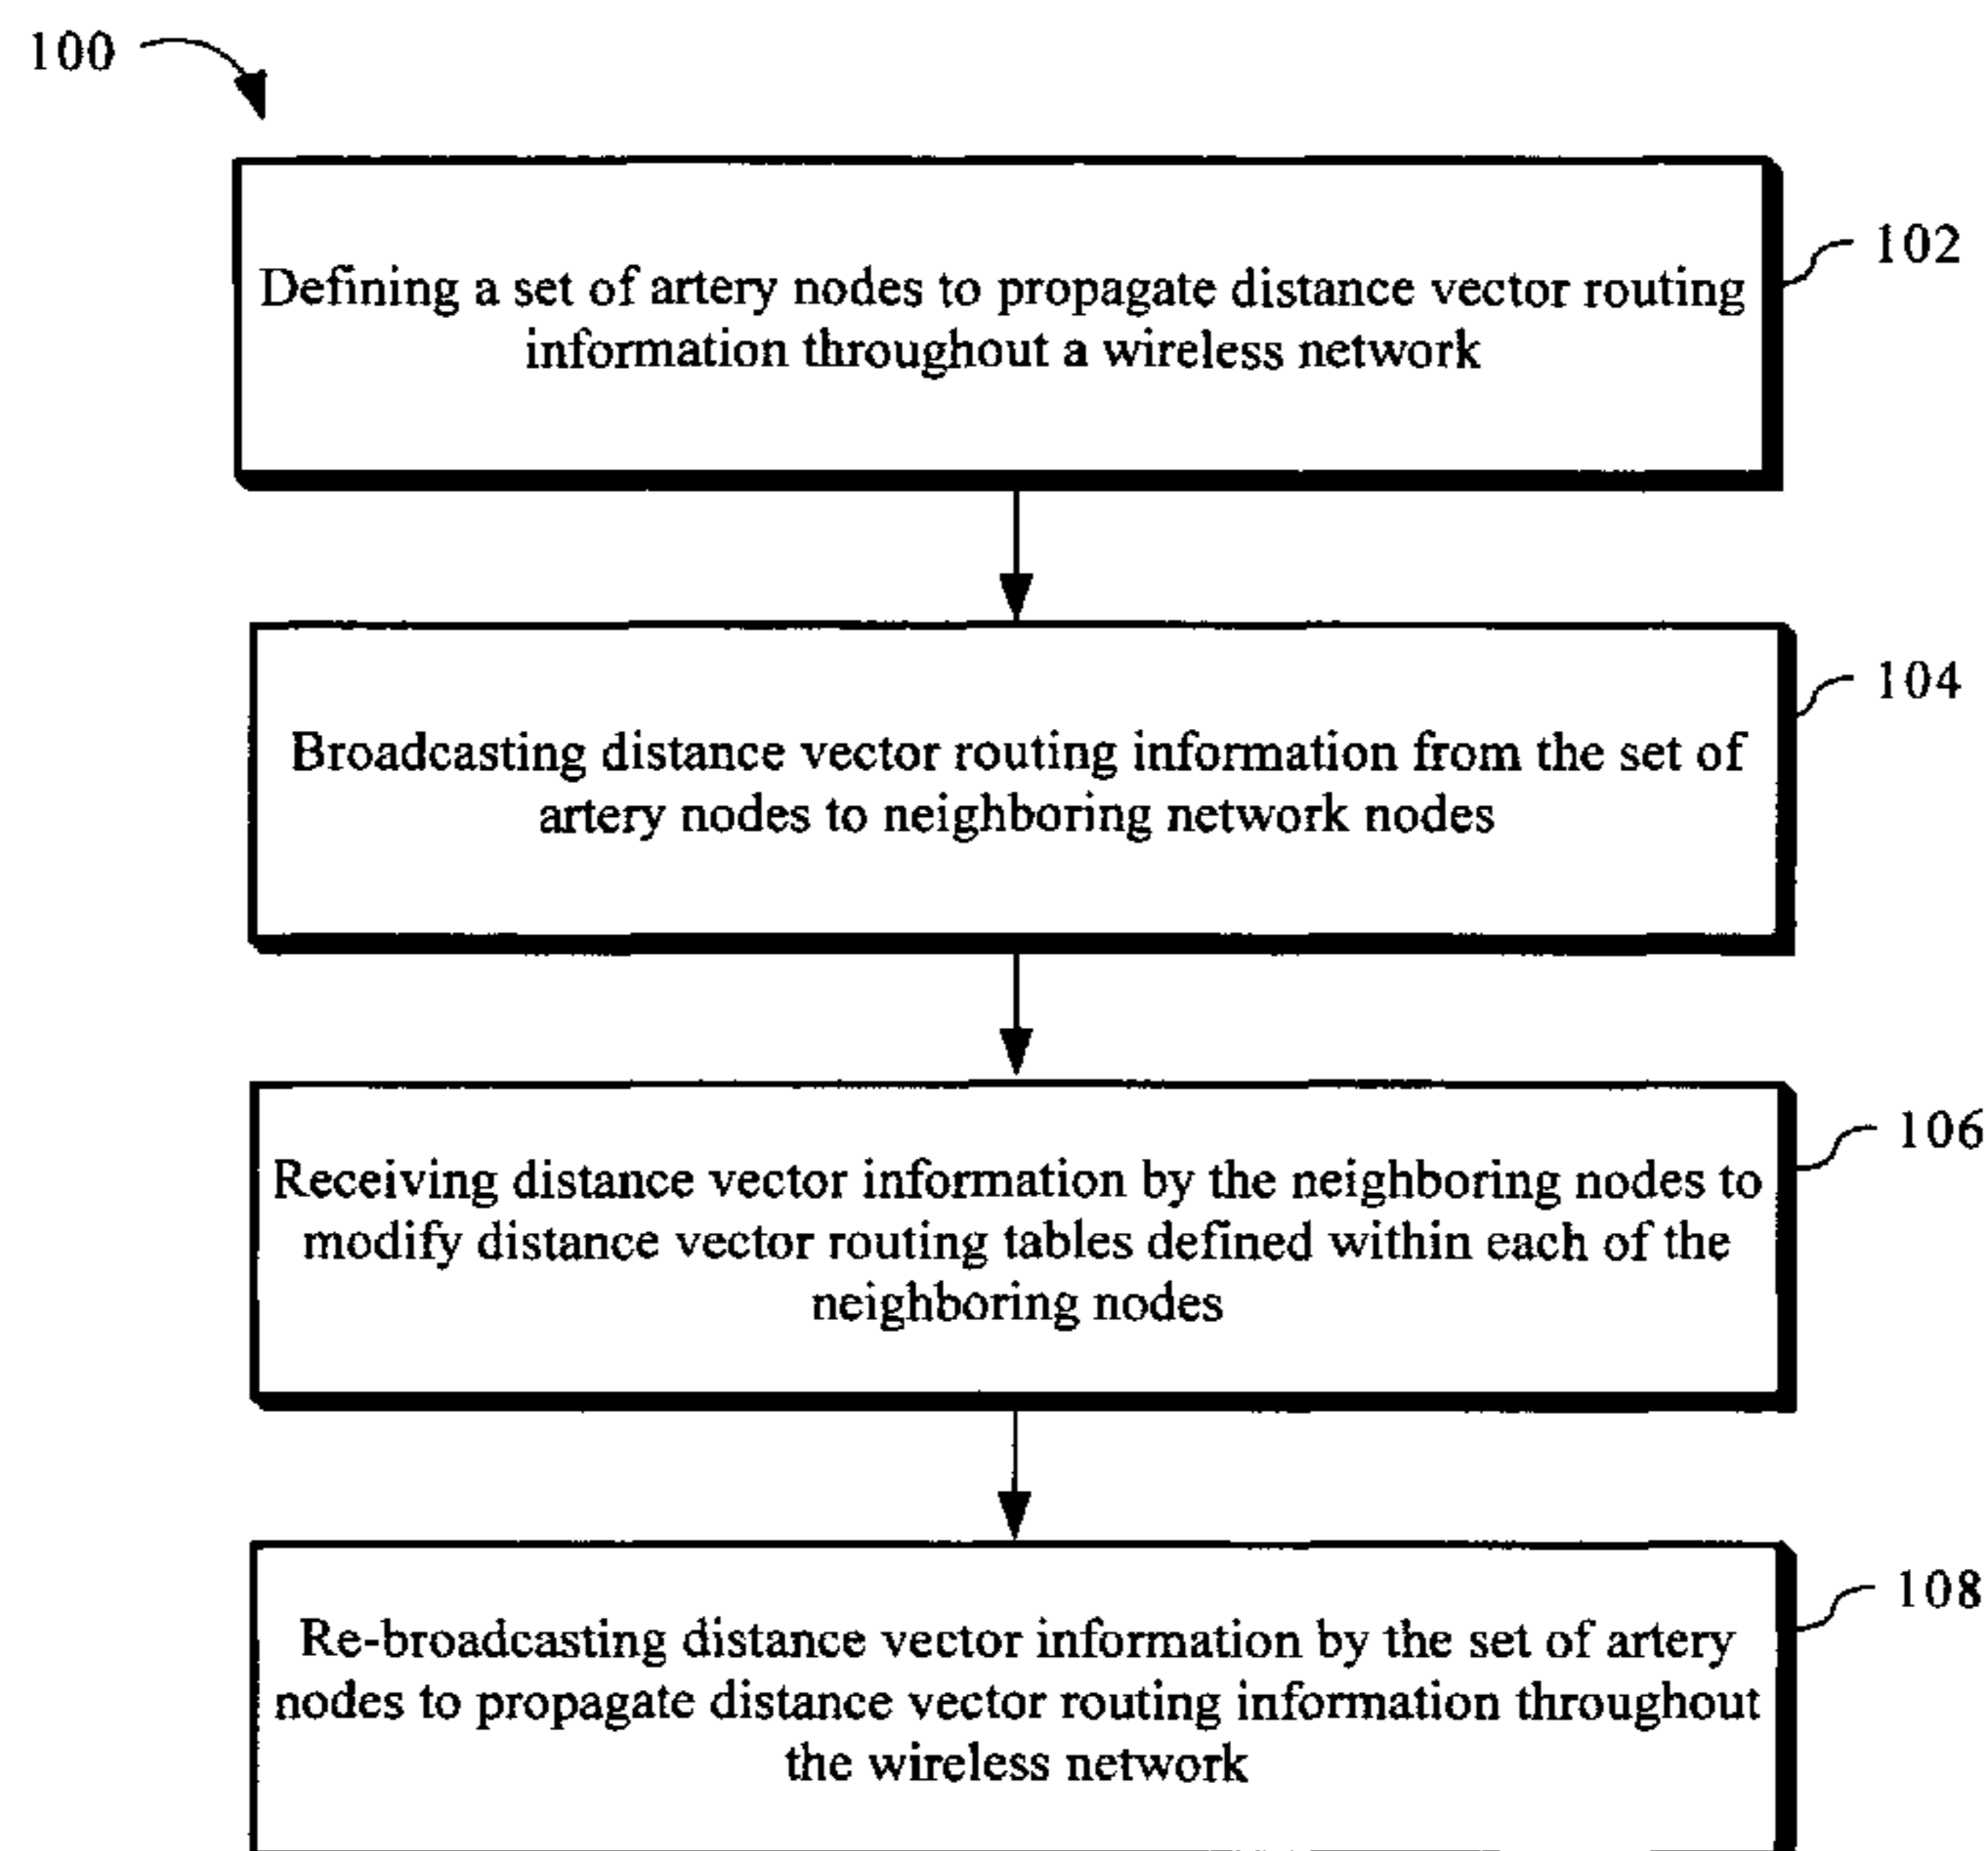 100
Defining a set of artery nodes to propagate distance vector routing
information throughout a wireless network
102
Broadcasting distance vector routing information from the set of
artery nodes to neighboring network nodes
104
Receiving distance vector information by the neighboring nodes to
modify distance vector routing tables defined within each of the
neighboring nodes
106
Re-broadcasting distance vector information by the set of artery
nodes to propagate distance vector routing information throughout
the wireless network
108